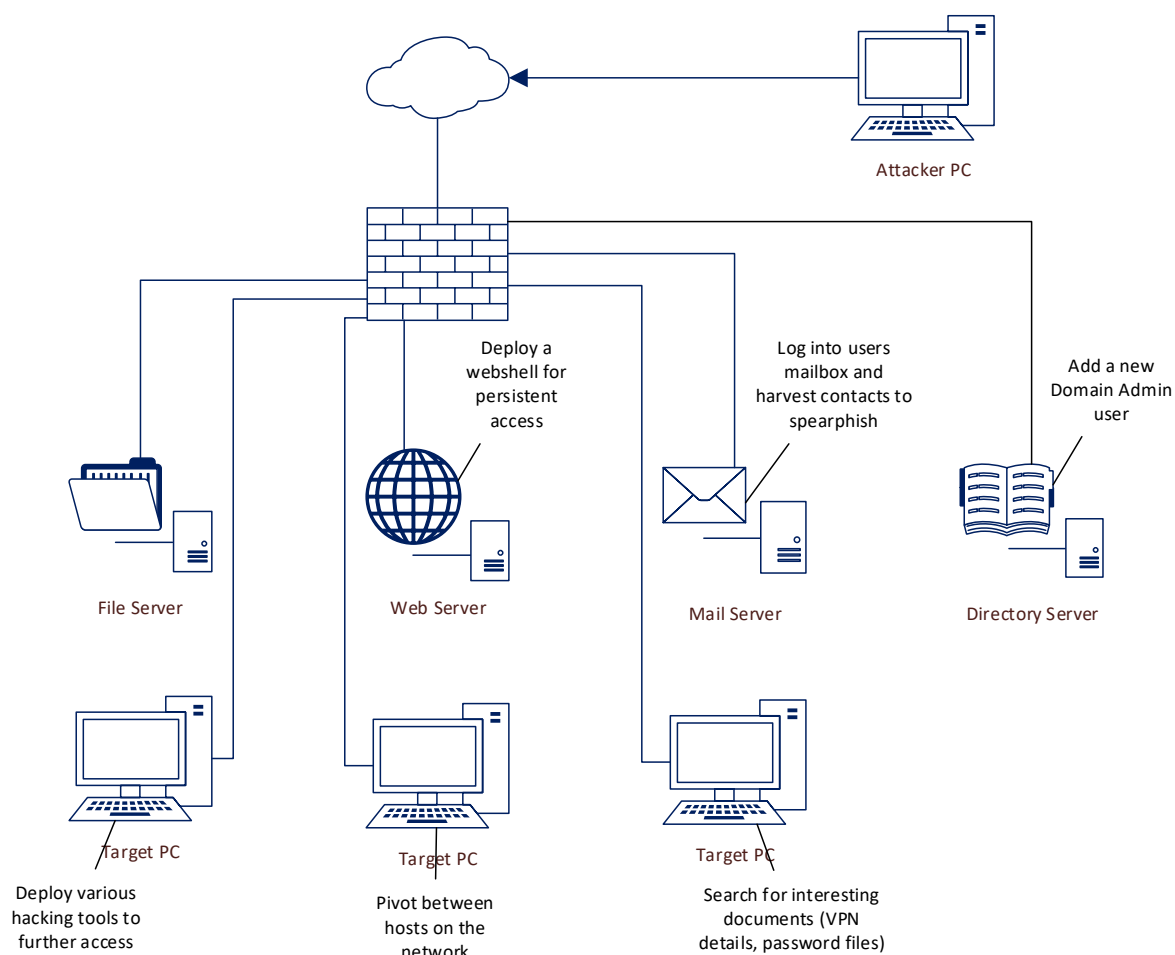 Attacker PC
Deploy a
webshell for
persistent
access
Log into users
mailbox and
harvest contacts to
spearphish
Add a new
Domain Admin
user
File Server
Web Server
Mail Server
Directory Server
Target PC
Target PC
Target PC
Deploy various
hacking tools to
further access
Pivot between
hosts on the
network
Search for interesting
documents (VPN
details, password files)